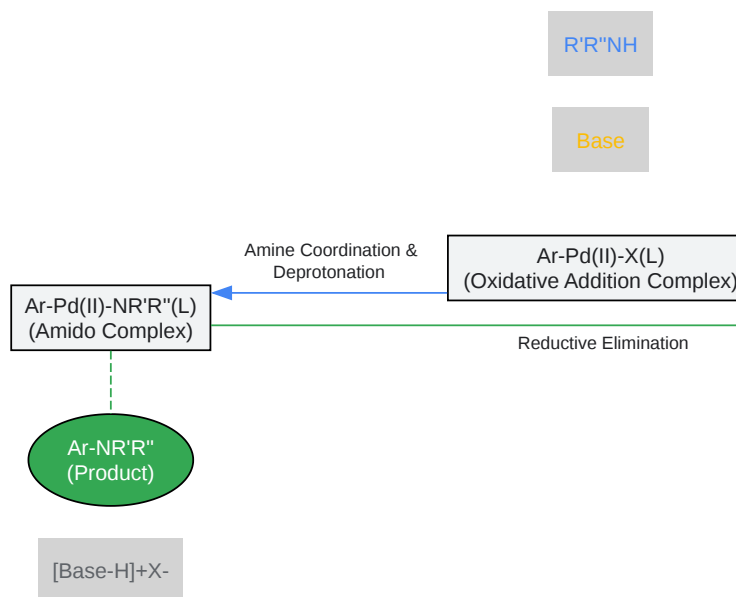 R'R"NH
Base
Amine Coordination &
Deprotonation
Ar-Pd(II)-X(L)
(Oxidative Addition Complex)
Ar-Pd(II)-NR'R"(L)
(Amido Complex)
Reductive Elimination
Ar-NR'R"
(Product)
[Base-H]+X-